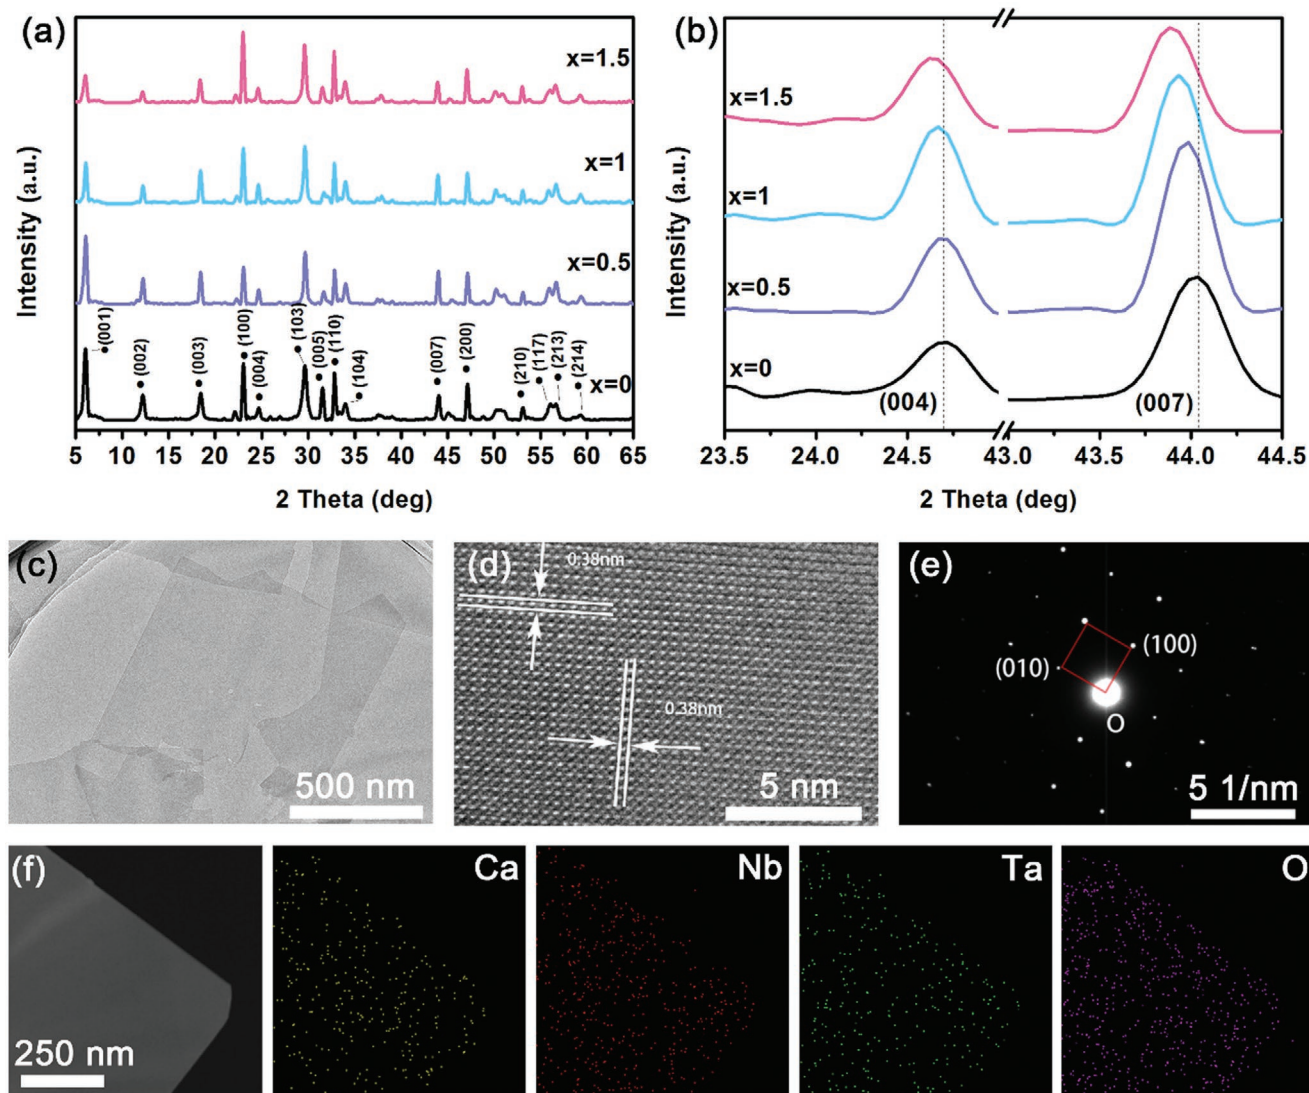 (a)
x=1.5
x=1
x=0.5
x=0
(001)
(002)
(003)
(100)
(004)
(103)
(005)
(110)
(104)
(007)
(200)
(210)
(117)
(213)
(214)
Intensity (a.u.)
5 10 15 20 25 30 35 40 45 50 55 60 65
2 Theta (deg)
(b)
x=1.5
x=1
x=0.5
x=0
(004)
(007)
Intensity (a.u.)
23.5 24.0 24.5 43.0 43.5 44.0 44.5
2 Theta (deg)
(c)
500 nm
(d)
0.38nm
0.38nm
5 nm
(e)
(100)
(010)
O
5 1/nm
(f)
250 nm
Ca
Nb
Ta
O